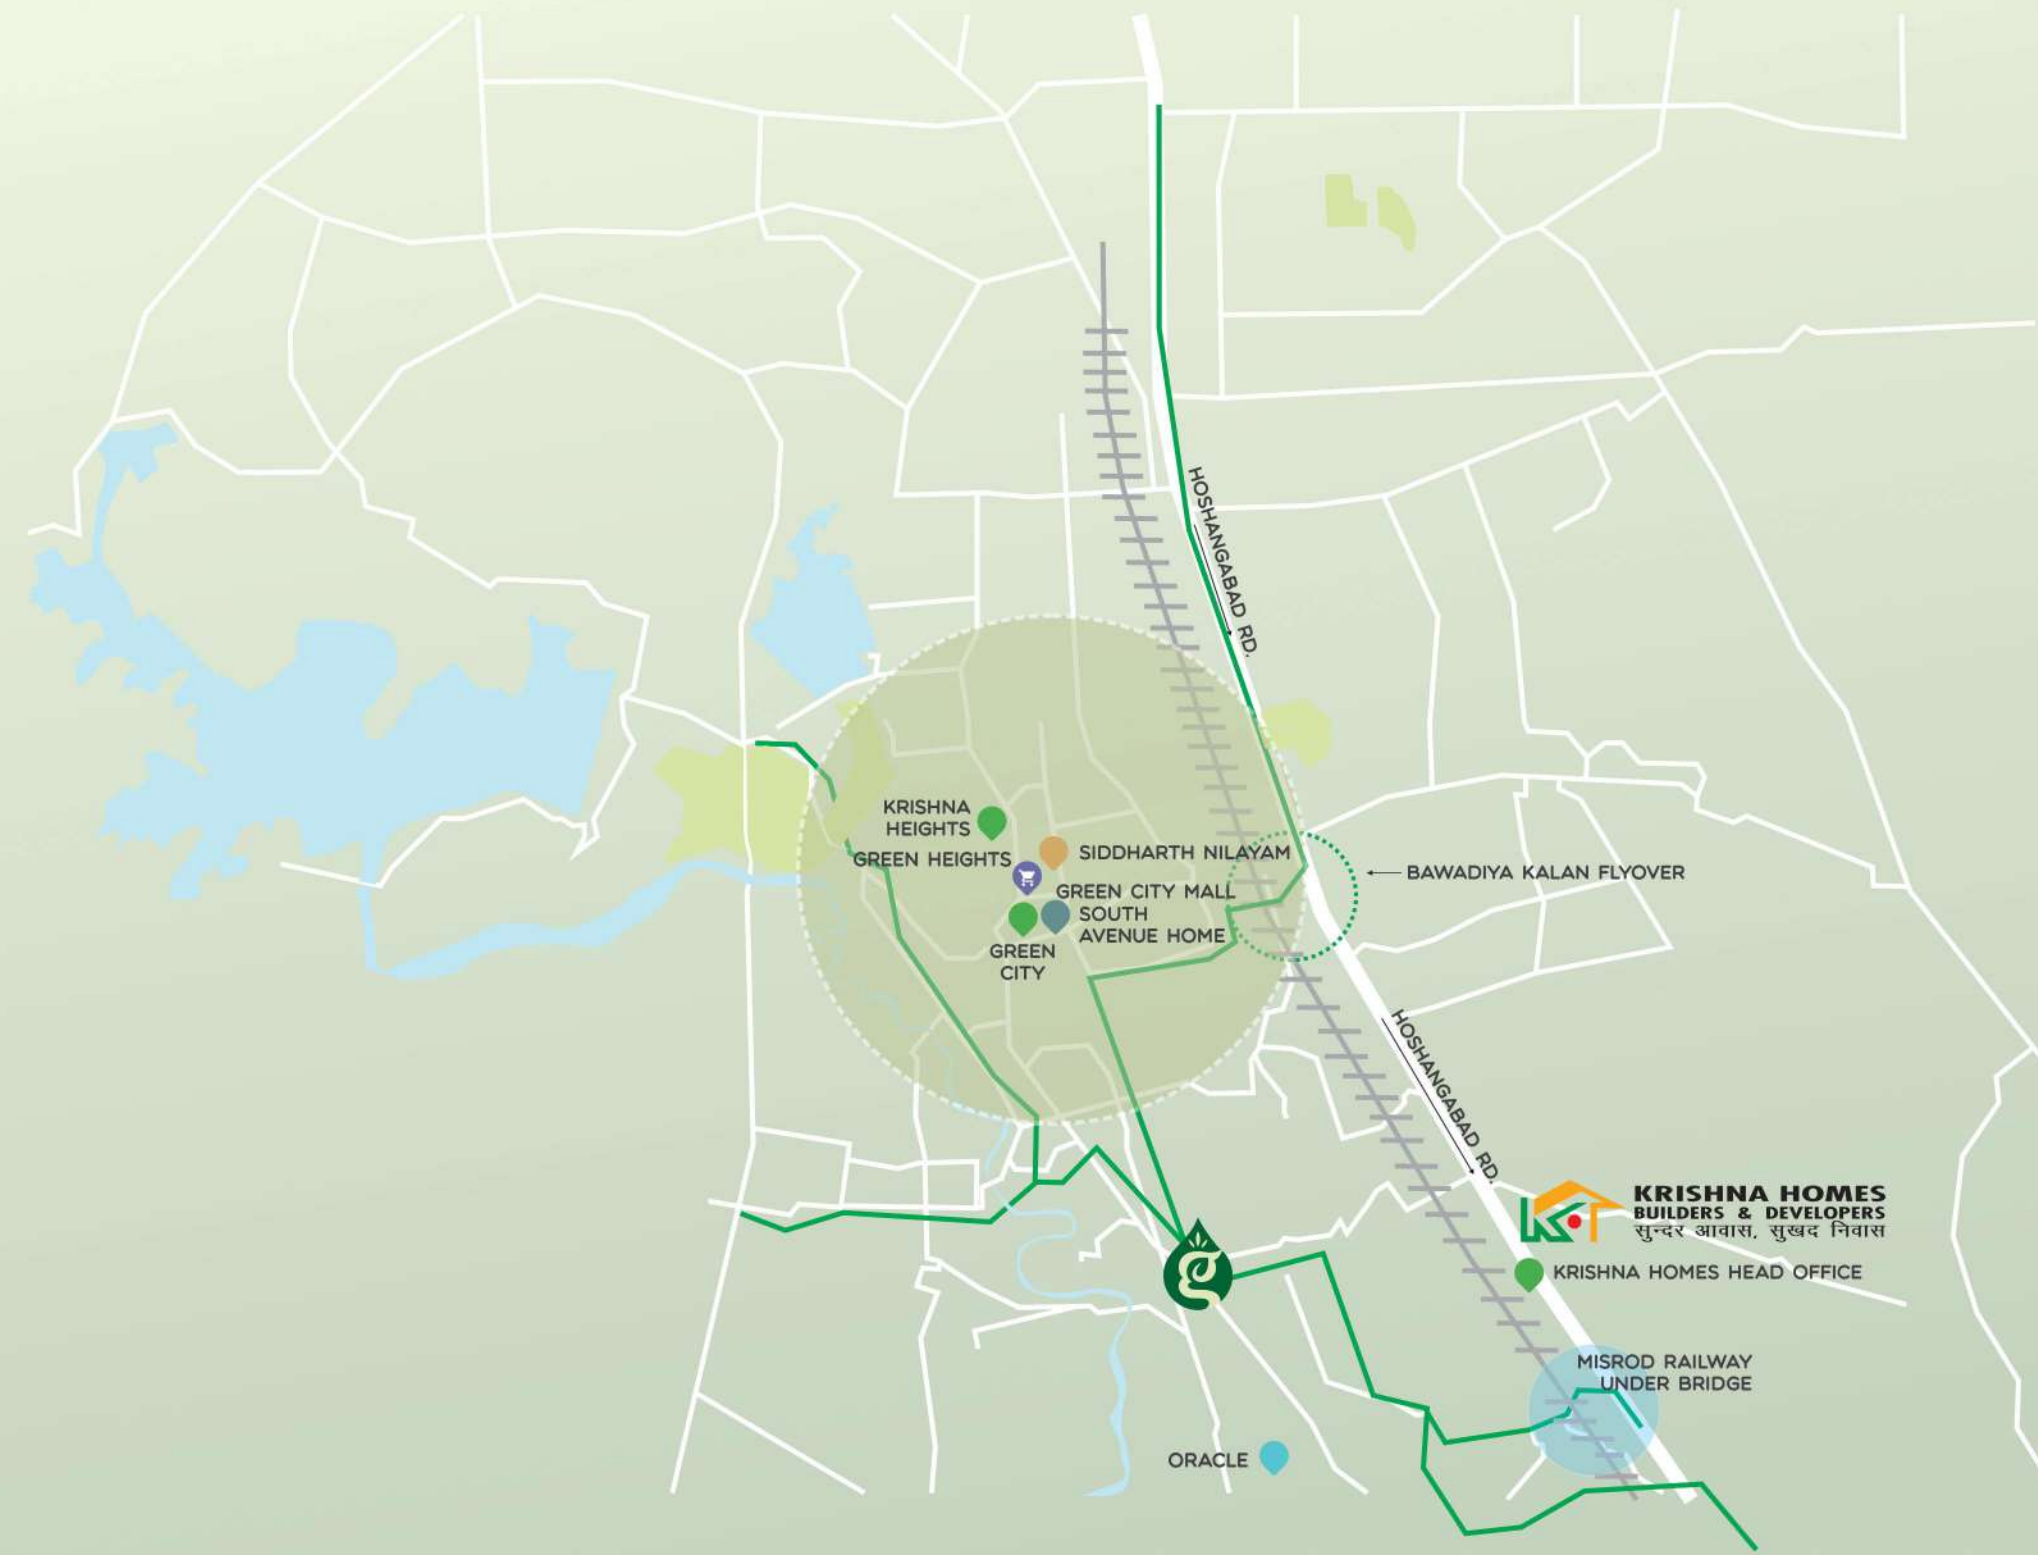 HOSHANGABAD RD.
KRISHNA
HEIGHTS
GREEN HEIGHTS
SIDDHARTH NILAYAM
GREEN CITY MALL
SOUTH
AVENUE HOME
GREEN
CITY
BAWADIYA KALAN FLYOVER
HOSHANGABAD RD.
KRISHNA HOMES
BUILDERS & DEVELOPERS
सुन्दर आवास, सुखद निवास
KRISHNA HOMES HEAD OFFICE
MISROD RAILWAY
UNDER BRIDGE
ORACLE